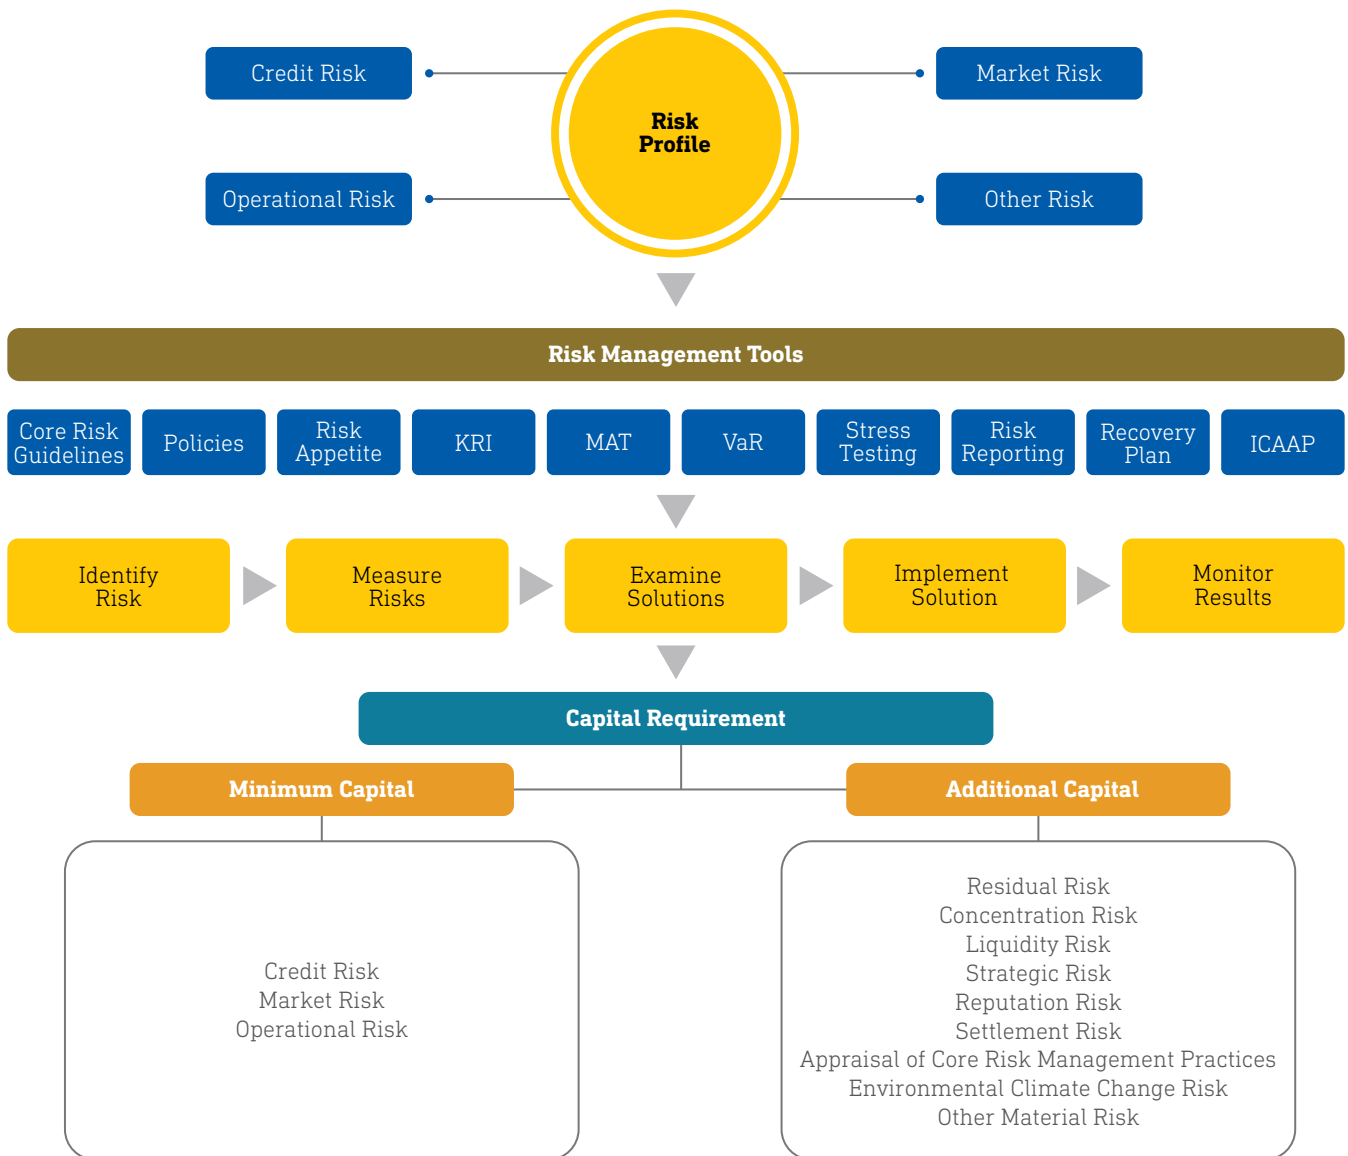 Credit Risk
Market Risk
Risk
Profile
Operational Risk
Other Risk
Risk Management Tools
Core Risk
Guidelines
Policies
Risk
Appetite
KRI
MAT
VaR
Stress
Testing
Risk
Reporting
Recovery
Plan
ICAAP
Identify
Risk
Measure
Risks
Examine
Solutions
Implement
Solution
Monitor
Results
Capital Requirement
Minimum Capital
Additional Capital
Credit Risk
Market Risk
Operational Risk
Residual Risk
Concentration Risk
Liquidity Risk
Strategic Risk
Reputation Risk
Settlement Risk
Appraisal of Core Risk Management Practices
Environmental Climate Change Risk
Other Material Risk